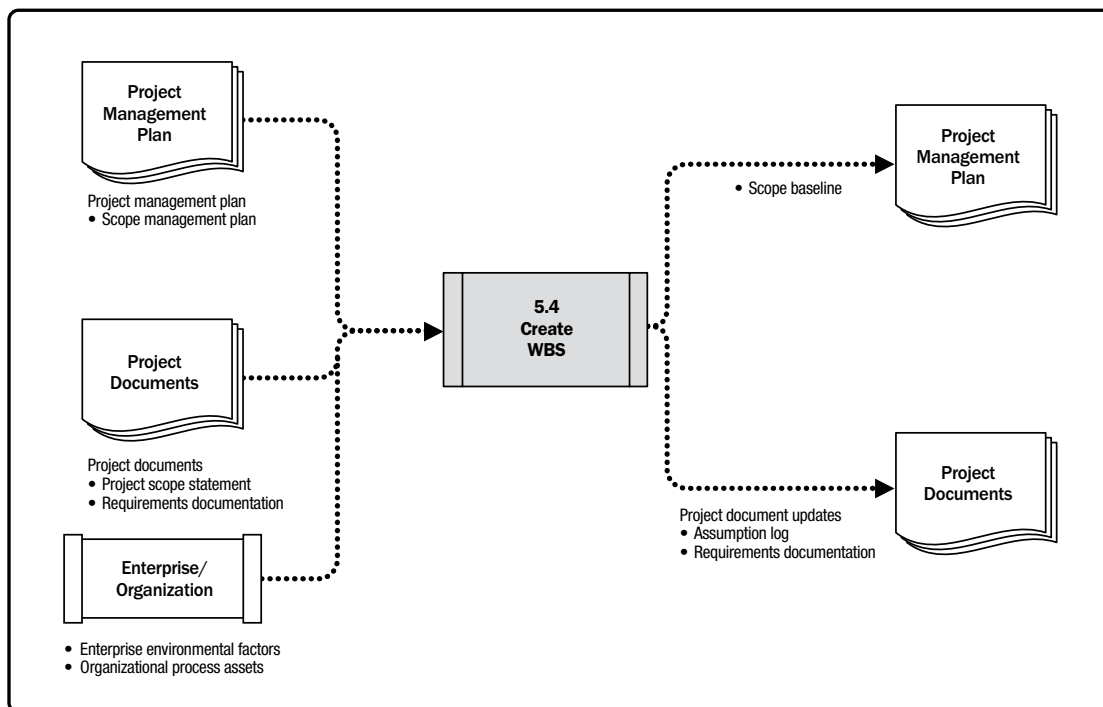 Project
Management
Plan
Project management plan
• Scope management plan
Project
Documents
Project documents
• Project scope statement
• Requirements documentation
Enterprise/
Organization
• Enterprise environmental factors
• Organizational process assets
5.4
Create
WBS
• Scope baseline
Project
Management
Plan
Project document updates
• Assumption log
• Requirements documentation
Project
Documents